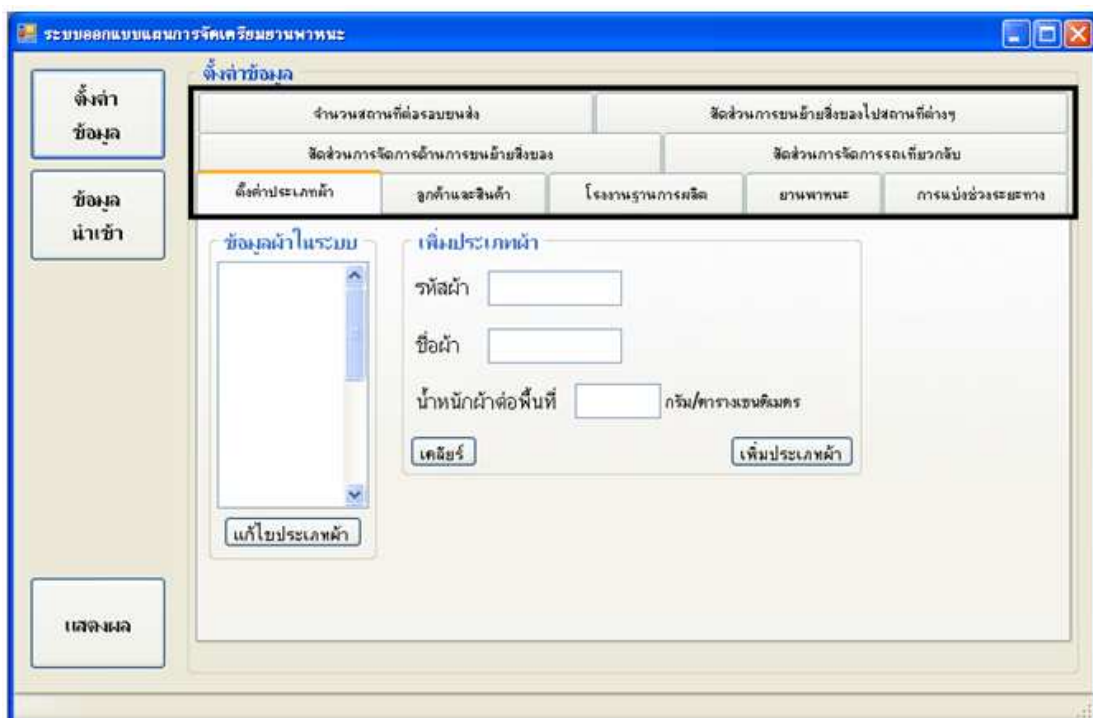 ระบบออกแบบแผนการจัดเตรียมยานพาหนะ
ตั้งค่า
ข้อมูล
ข้อมูล
นำเข้า
แสดงผล
ตั้งค่าข้อมูล
จำนวนสถานที่ต่อรอบขนส่ง
สัดส่วนการขนย้ายสิ่งของไปสถานที่ต่างๆ
สัดส่วนการจัดการด้านการขนย้ายสิ่งของ
สัดส่วนการจัดการรถเที่ยวกลับ
ตั้งค่าประเภทผ้า
ลูกค้าและสินค้า
โรงงานฐานการผลิต
ยานพาหนะ
การแบ่งช่วงระยะทาง
ข้อมูลผ้าในระบบ
แก้ไขประเภทผ้า
เพิ่มประเภทผ้า
รหัสผ้า
ชื่อผ้า
น้ำหนักผ้าต่อพื้นที่ กรัม/ตารางเซนติเมตร
เคลียร์
เพิ่มประเภทผ้า